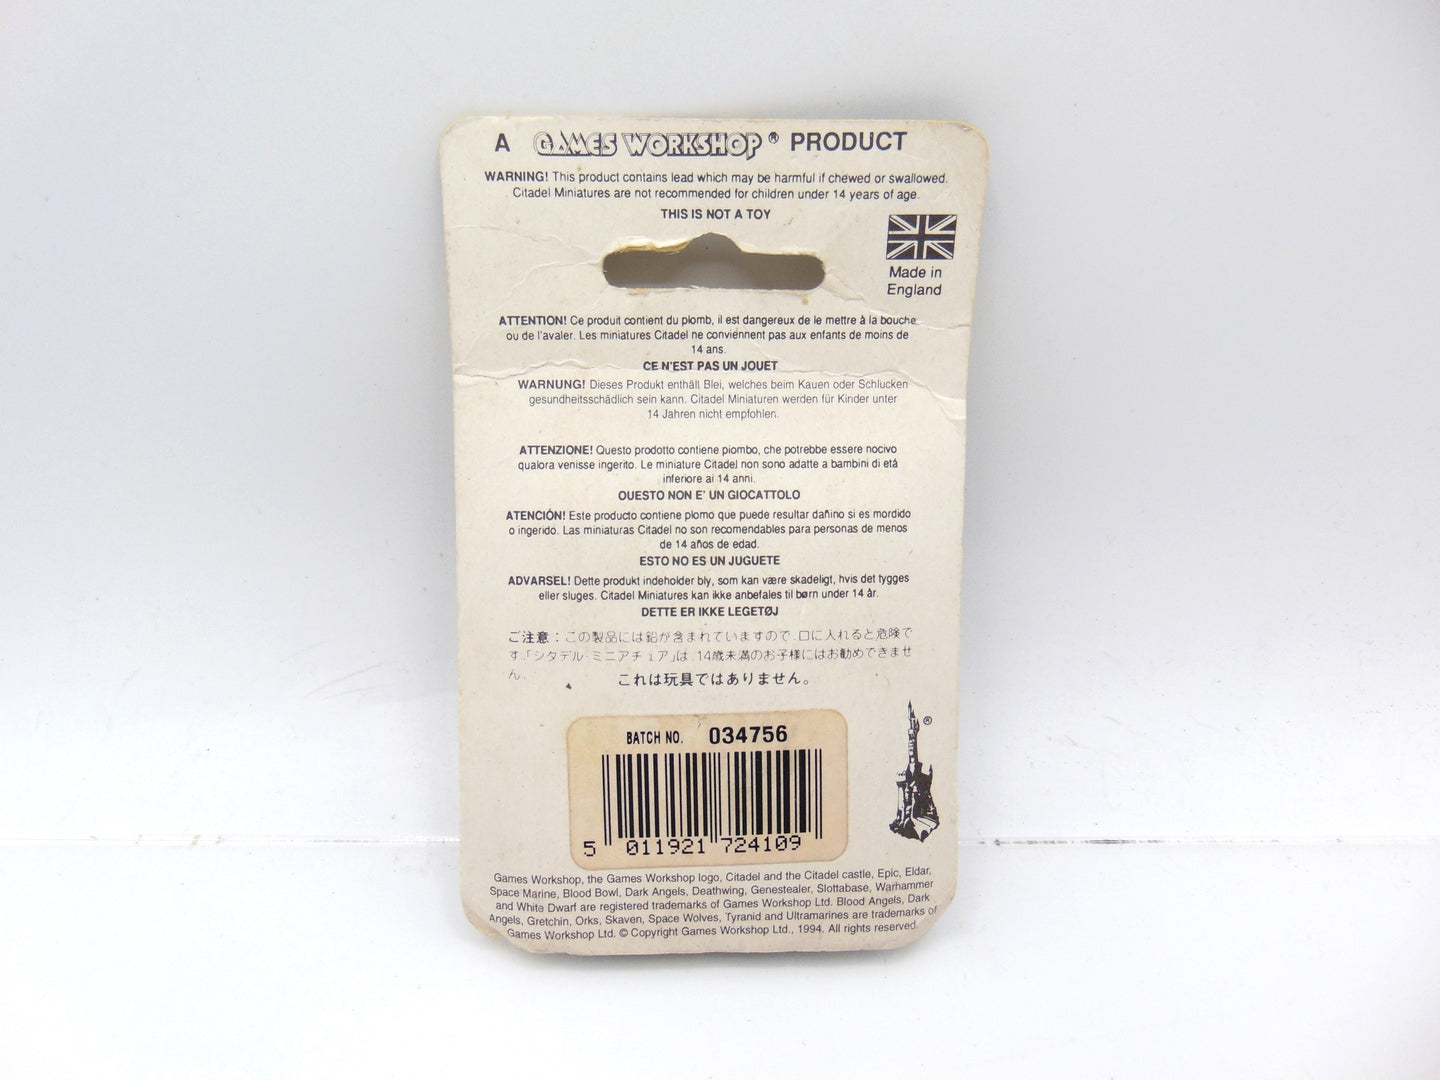 A GAMES WORKSHOP® PRODUCT
WARNING! This product contains lead which may be harmful if chewed or swallowed.
Citadel Miniatures are not recommended for children under 14 years of age.
THIS IS NOT A TOY
Made in
England
ATTENTION! Ce produit contient du plomb, il est dangereux de le mettre à la bouche
ou de l'avaler. Les miniatures Citadel ne conviennent pas aux enfants de moins de
14 ans.
CE N'EST PAS UN JOUET
WARNUNG! Dieses Produkt enthält Blei, welches beim Kauen oder Schlucken
gesundheitsschädlich sein kann. Citadel Miniaturen werden für Kinder unter
14 Jahren nicht empfohlen.
ATTENZIONE! Questo prodotto contiene piombo, che potrebbe essere nocivo
qualora venisse ingerito. Le miniature Citadel non sono adatte a bambini di etá
inferiore ai 14 anni.
QUESTO NON E' UN GIOCATTOLO
ATENCIÓN! Este producto contiene plomo que puede resultar dañino si es mordido
o ingerido. Las miniaturas Citadel no son recomendables para personas de menos
de 14 años de edad.
ESTO NO ES UN JUGUETE
ADVARSEL! Dette produkt indeholder bly, som kan være skadeligt, hvis det tygges
eller sluges. Citadel Miniatures kan ikke anbefales til børn under 14 år.
DETTE ER IKKE LEGETØJ
ご注意：この製品には鉛が含まれていますので、口に入れると危険で
す。「シタデル・ミニアチュア」は、14歳未満のお子様にはお勧めできませ
ん。
これは玩具ではありません。
®
BATCH NO. 034756
5 011921 724109
Games Workshop, the Games Workshop logo, Citadel and the Citadel castle, Epic, Eldar,
Space Marine, Blood Bowl, Dark Angels, Deathwing, Genestealer, Slottabase, Warhammer
and White Dwarf are registered trademarks of Games Workshop Ltd. Blood Angels, Dark
Angels, Gretchin, Orks, Skaven, Space Wolves, Tyranid and Ultramarines are trademarks of
Games Workshop Ltd. © Copyright Games Workshop Ltd., 1994. All rights reserved.